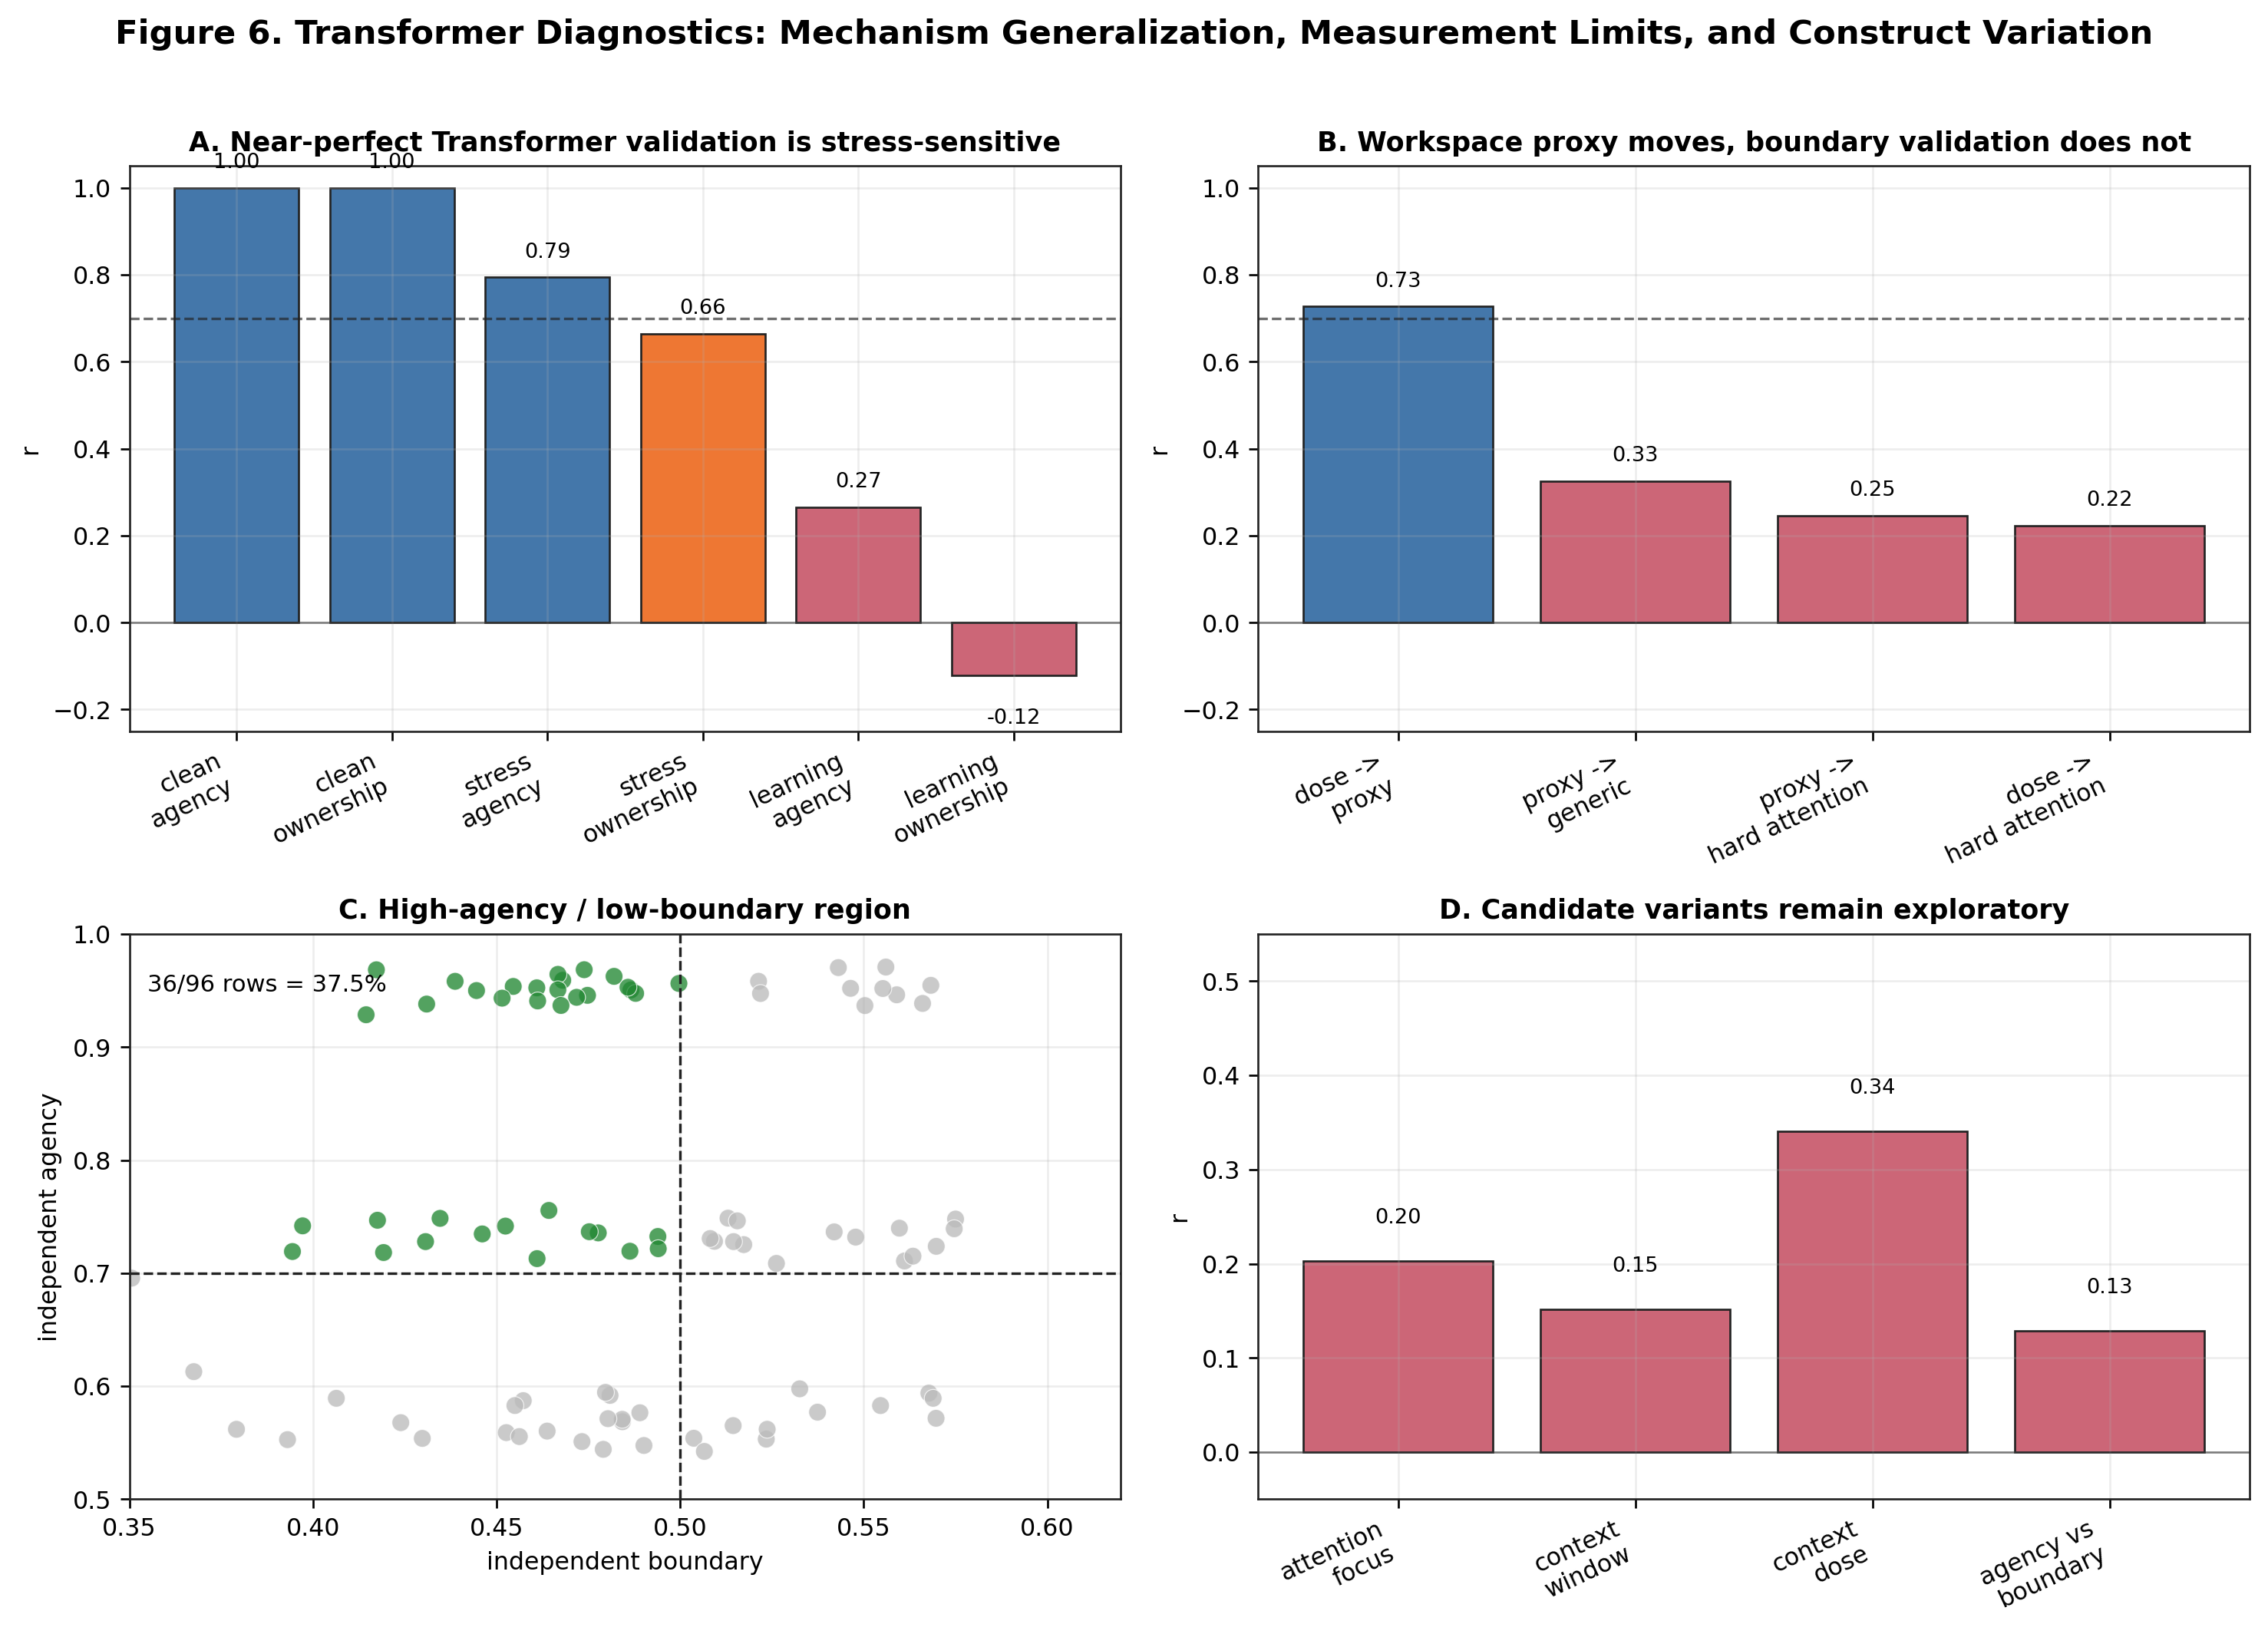 Figure 6. Transformer Diagnostics: Mechanism Generalization, Measurement Limits, and Construct Variation
A. Near-perfect Transformer validation is stress-sensitive
1.00
1.00
0.79
0.66
0.27
-0.12
1.0
0.8
0.6
0.4
0.2
0.0
−0.2
r
clean
agency
clean
ownership
stress
agency
stress
ownership
learning
agency
learning
ownership
B. Workspace proxy moves, boundary validation does not
0.73
0.33
0.25
0.22
1.0
0.8
0.6
0.4
0.2
0.0
−0.2
r
dose ->
proxy
proxy ->
generic
proxy ->
hard attention
dose ->
hard attention
C. High-agency / low-boundary region
36/96 rows = 37.5%
1.0
0.9
0.8
0.7
0.6
0.5
independent agency
0.35
0.40
0.45
0.50
0.55
0.60
independent boundary
D. Candidate variants remain exploratory
0.20
0.15
0.34
0.13
0.5
0.4
0.3
0.2
0.1
0.0
r
attention
focus
context
window
context
dose
agency vs
boundary